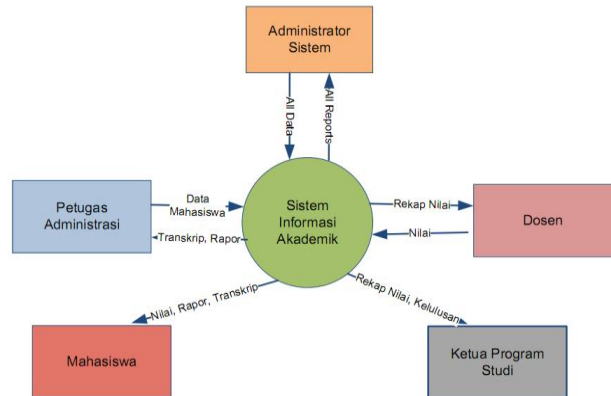 Administrator
Sistem
All Data
All Reports
Petugas
Administrasi
Data
Mahasiswa
Transkrip, Rapor
Sistem
Informasi
Akademik
Rekap Nilai
Nilai
Dosen
Nilai, Rapor, Transkrip
Rekap Nilai, Kelulusan
Mahasiswa
Ketua Program
Studi